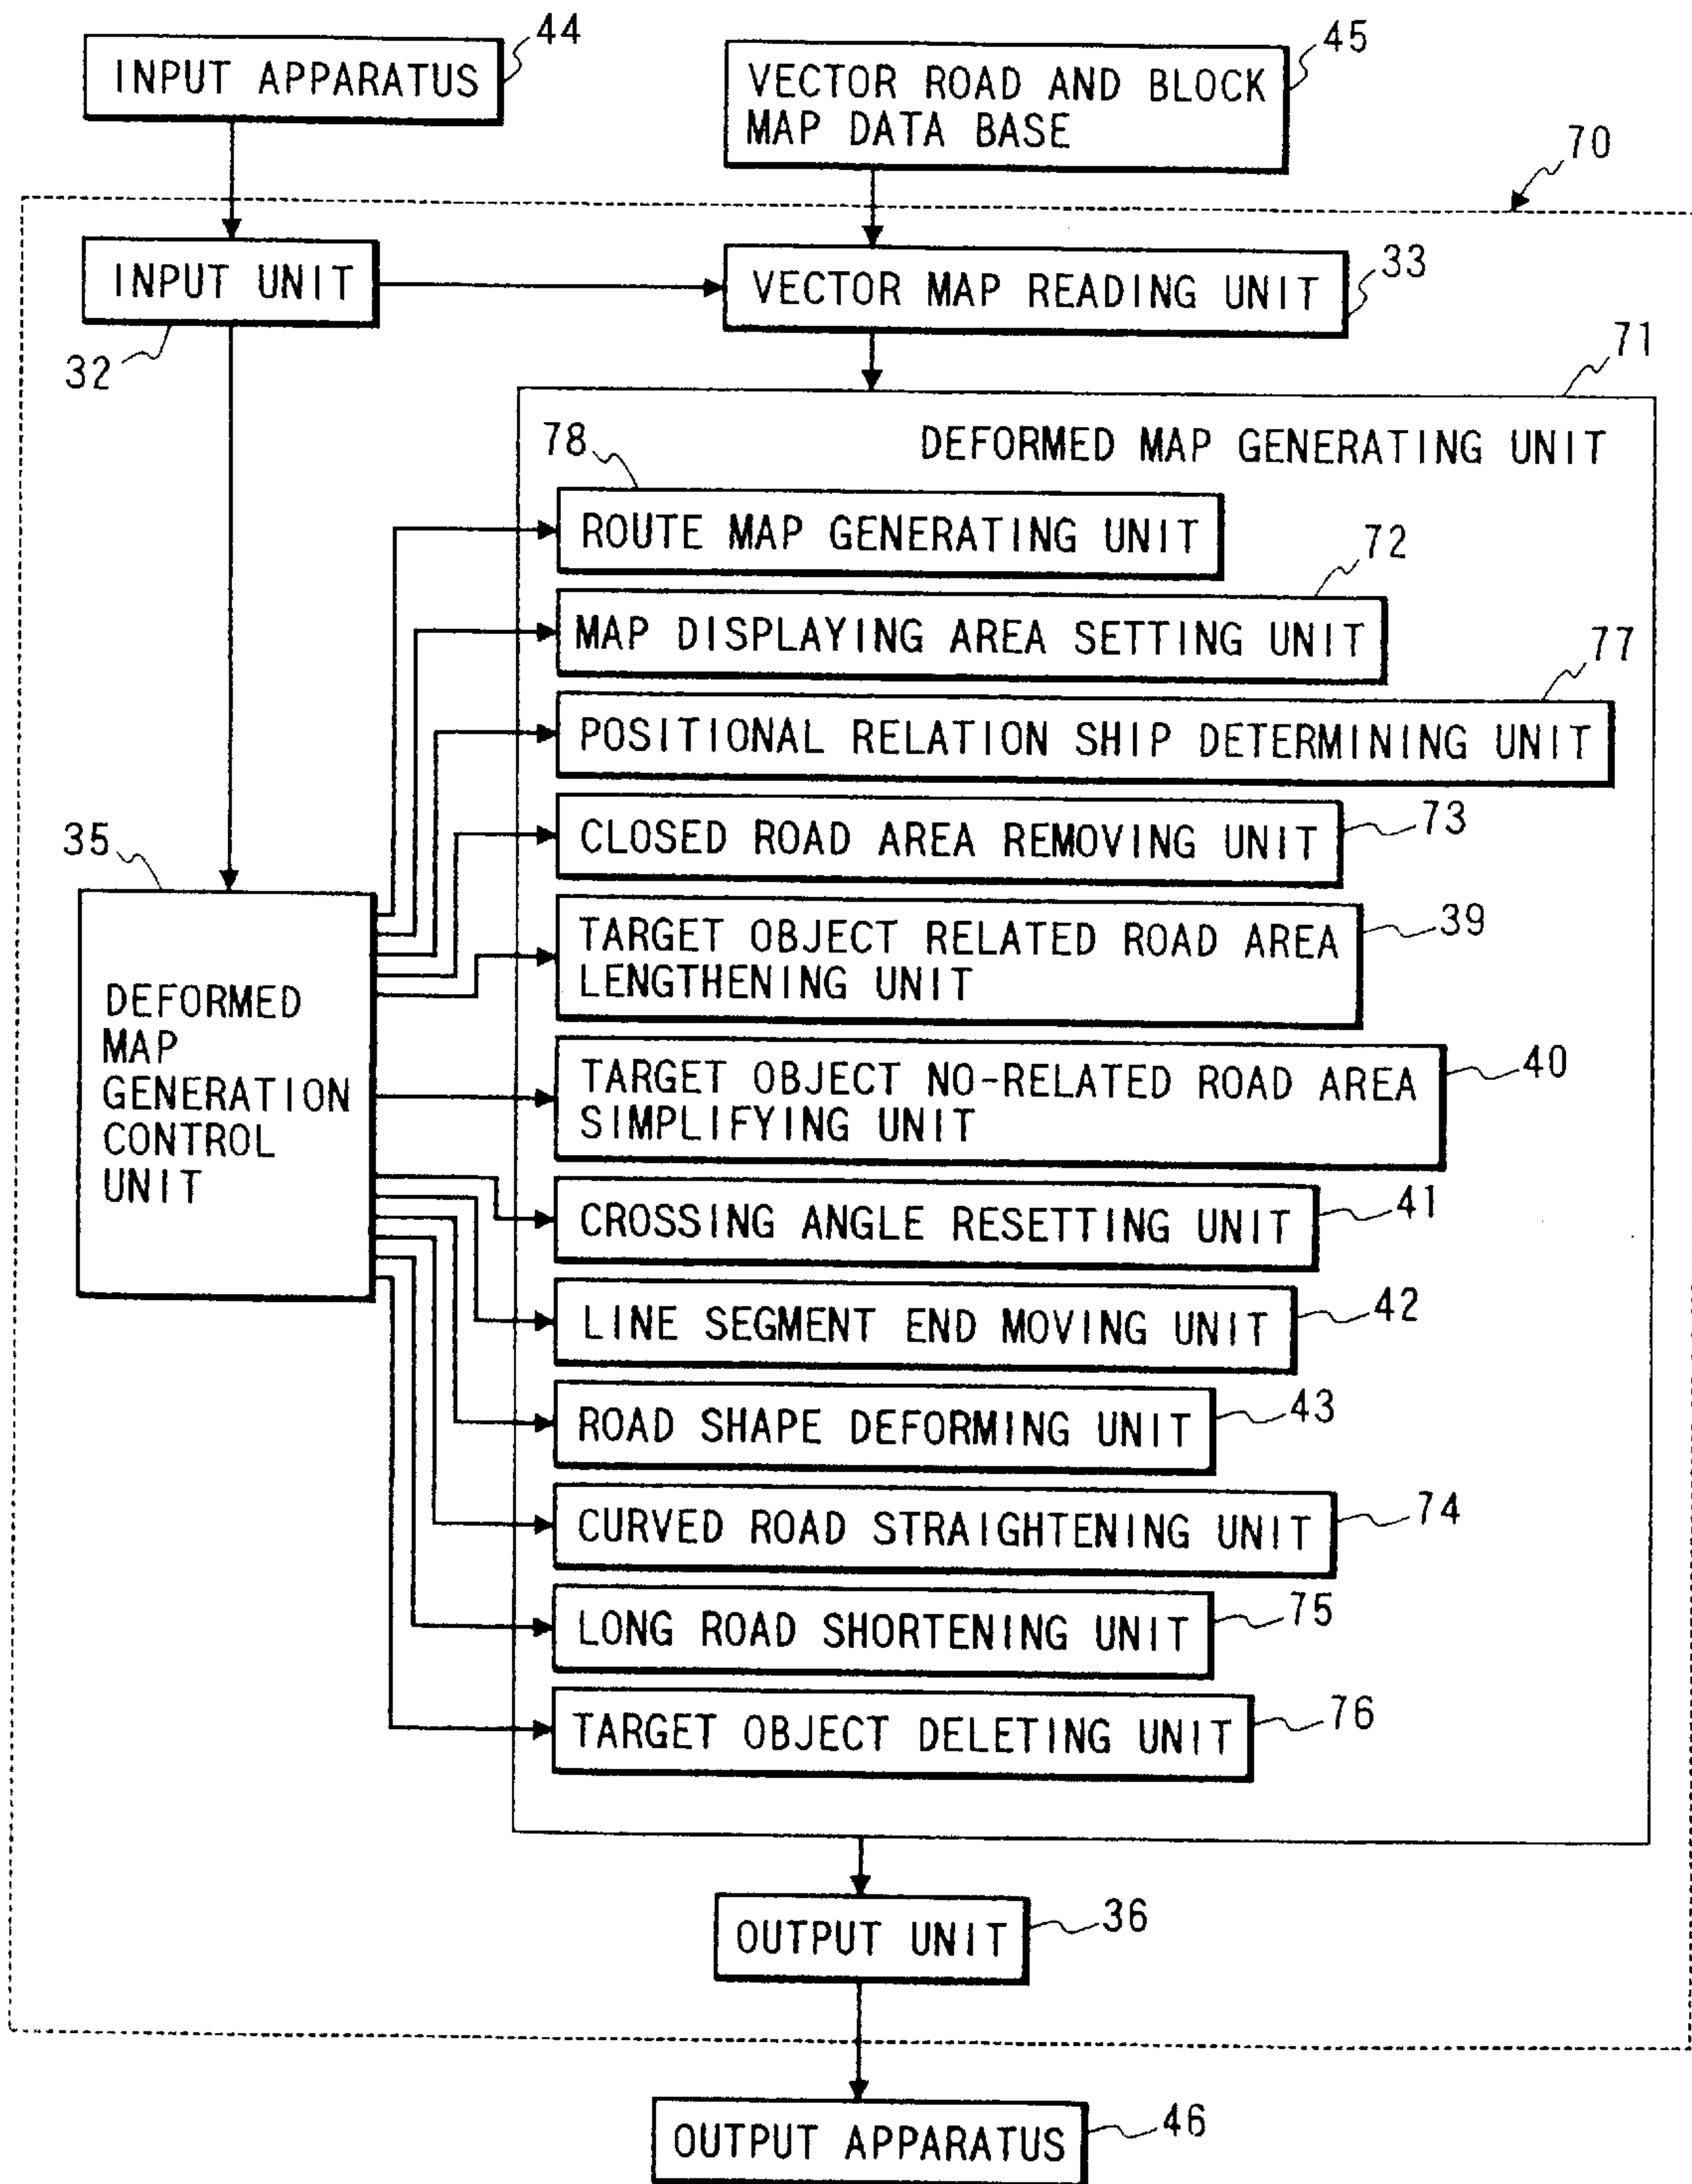 44
INPUT APPARATUS
45
VECTOR ROAD AND BLOCK
MAP DATA BASE
70
INPUT UNIT
32
VECTOR MAP READING UNIT
33
71
DEFORMED MAP GENERATING UNIT
78
ROUTE MAP GENERATING UNIT
72
MAP DISPLAYING AREA SETTING UNIT
77
POSITIONAL RELATION SHIP DETERMINING UNIT
CLOSED ROAD AREA REMOVING UNIT
73
35
DEFORMED
MAP
GENERATION
CONTROL
UNIT
TARGET OBJECT RELATED ROAD AREA
LENGTHENING UNIT
39
TARGET OBJECT NO-RELATED ROAD AREA
SIMPLIFYING UNIT
40
CROSSING ANGLE RESETTING UNIT
41
LINE SEGMENT END MOVING UNIT
42
ROAD SHAPE DEFORMING UNIT
43
CURVED ROAD STRAIGHTENING UNIT
74
LONG ROAD SHORTENING UNIT
75
TARGET OBJECT DELETING UNIT
76
OUTPUT UNIT
36
OUTPUT APPARATUS
46